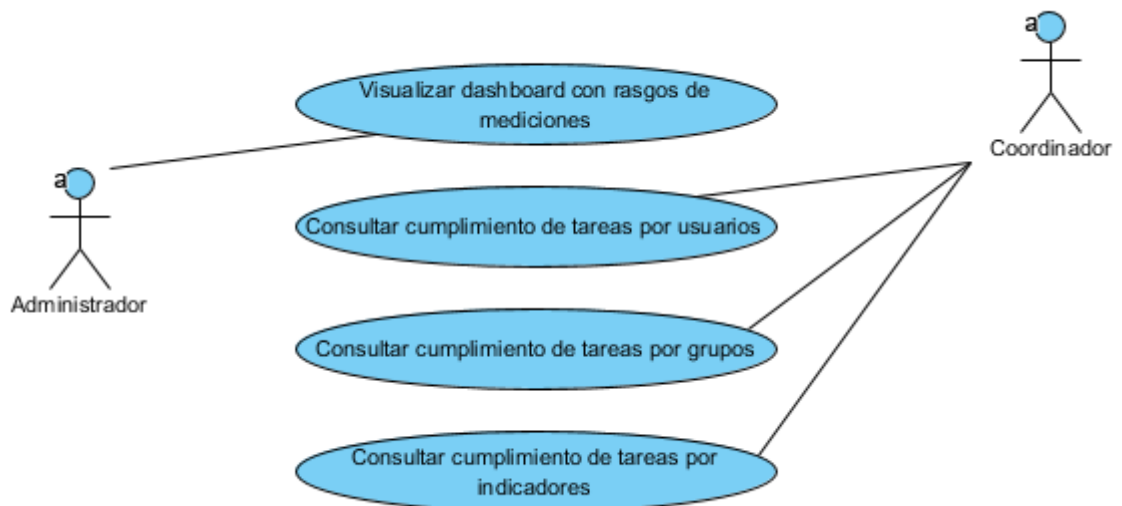 a
Coordinador
Visualizar dashboard con rasgos de
mediciones
a
Administrador
Consultar cumplimiento de tareas por usuarios
Consultar cumplimiento de tareas por grupos
Consultar cumplimiento de tareas por
indicadores